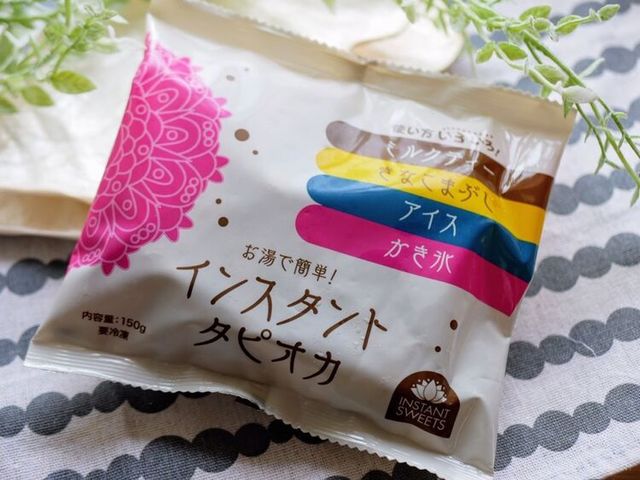 使い方いろいろ!
ミルクティー
きなこまぶし
アイス
かき氷
お湯で簡単!
インスタント
タピオカ
内容量:150g
要冷凍
INSTANT
SWEETS